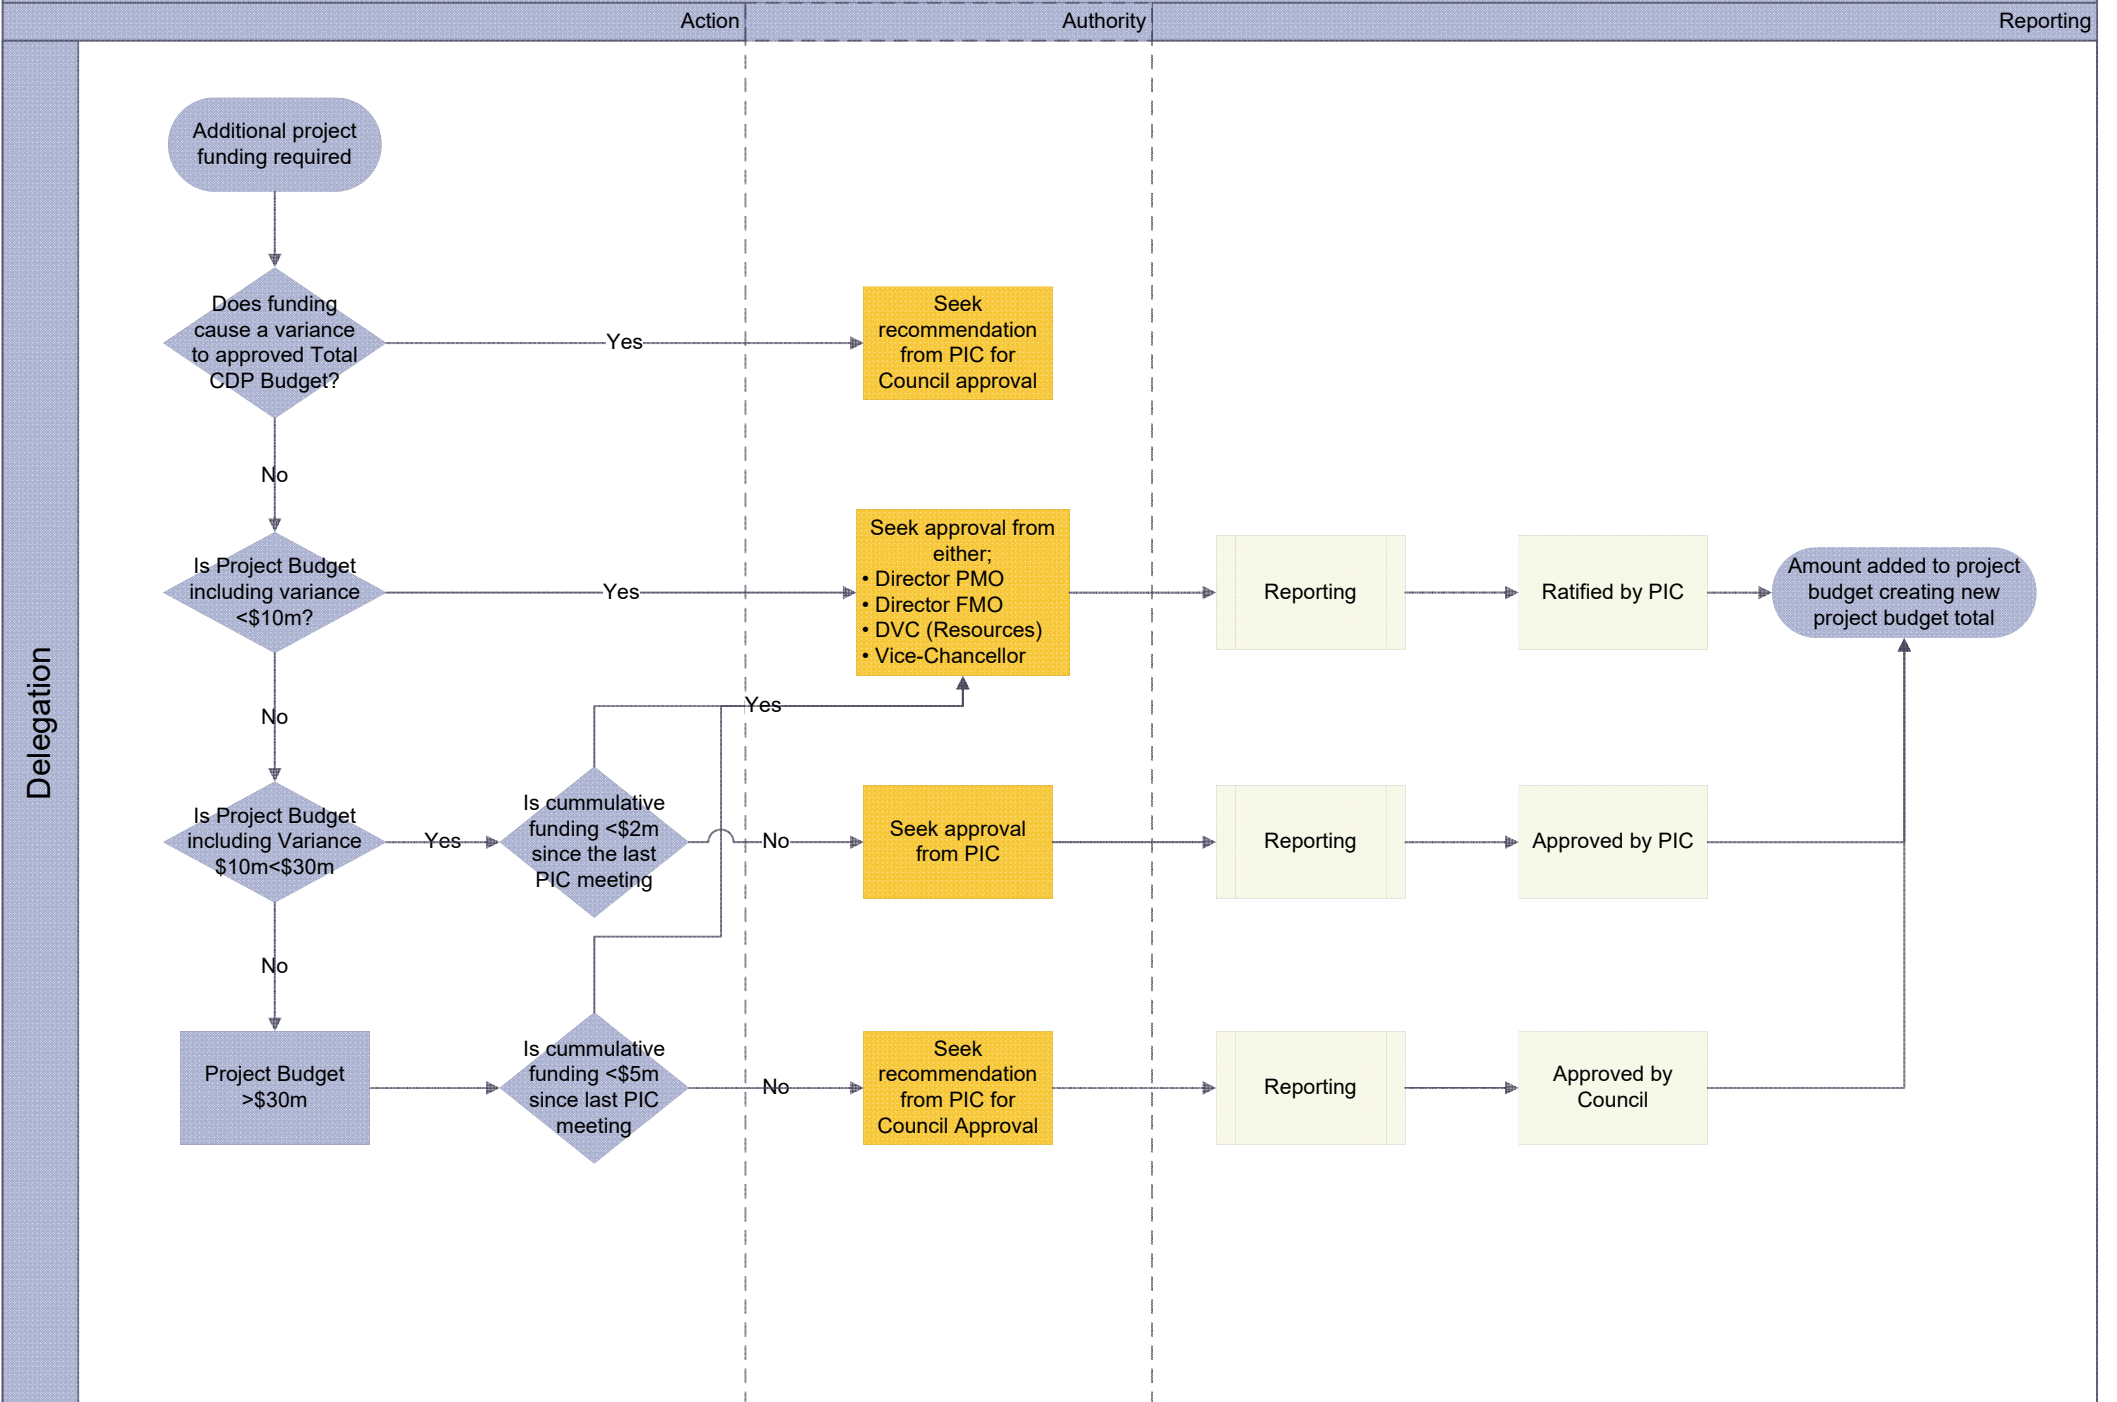 Action
Authority
Reporting
Delegation
Additional project
funding required
Does funding
cause a variance
to approved Total
CDP Budget?
Yes
Seek
recommendation
from PIC for
Council approval
No
Is Project Budget
including variance
<$10m?
Yes
Seek approval from
either;
• Director PMO
• Director FMO
• DVC (Resources)
• Vice-Chancellor
Reporting
Ratified by PIC
Amount added to project
budget creating new
project budget total
No
Yes
Is Project Budget
including Variance
$10m<$30m
Yes
Is cummulative
funding <$2m
since the last
PIC meeting
No
Seek approval
from PIC
Reporting
Approved by PIC
No
Project Budget
>$30m
Is cummulative
funding <$5m
since last PIC
meeting
No
Seek
recommendation
from PIC for
Council Approval
Reporting
Approved by
Council